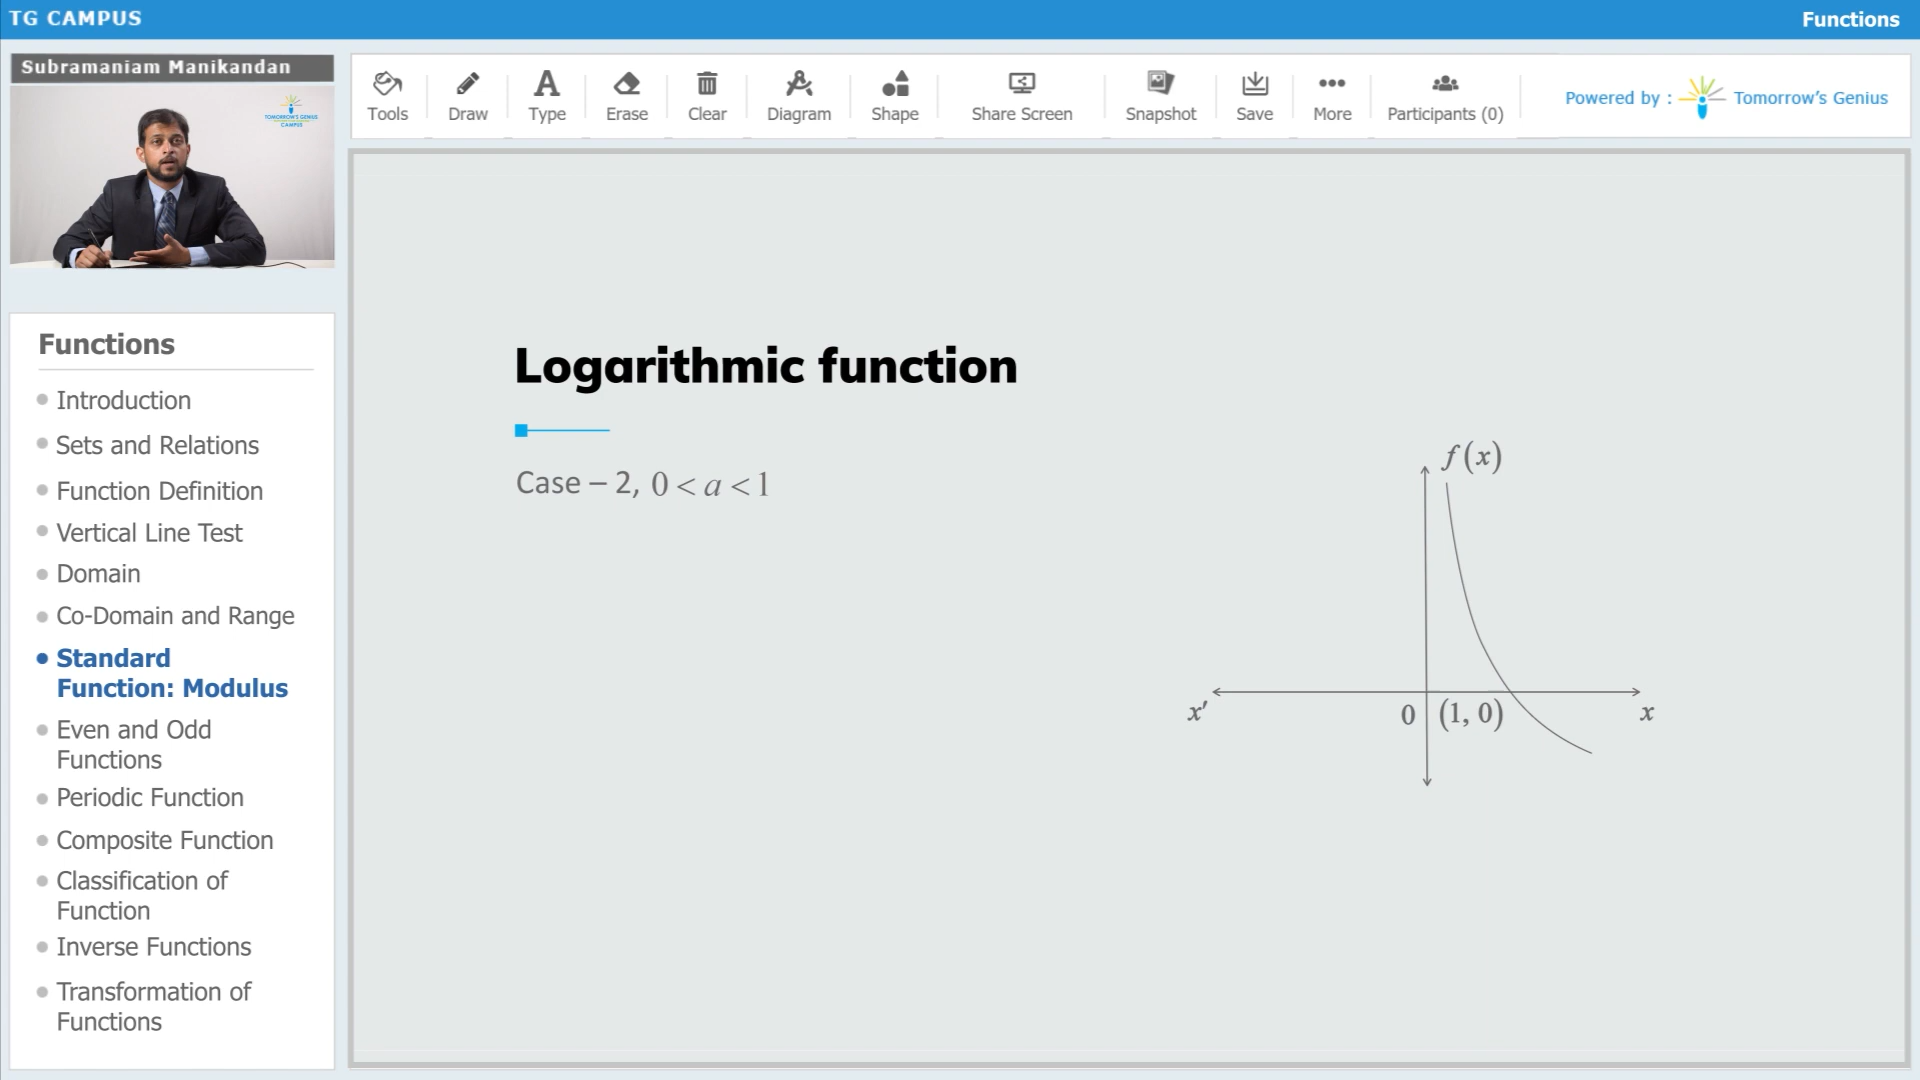 TG CAMPUS
Functions
Subramaniam Manikandan
TOMORROW'S GENIUS
CAMPUS
Tools
Draw
Type
Erase
Clear
Diagram
Shape
Share Screen
Snapshot
Save
More
Participants (0)
Powered by :
Tomorrow's Genius
Functions
Introduction
Sets and Relations
Function Definition
Vertical Line Test
Domain
Co-Domain and Range
Standard
Function: Modulus
Even and Odd
Functions
Periodic Function
Composite Function
Classification of
Function
Inverse Functions
Transformation of
Functions
Logarithmic function
Case – 2, 0 < a < 1
f(x)
x'
0
(1, 0)
x